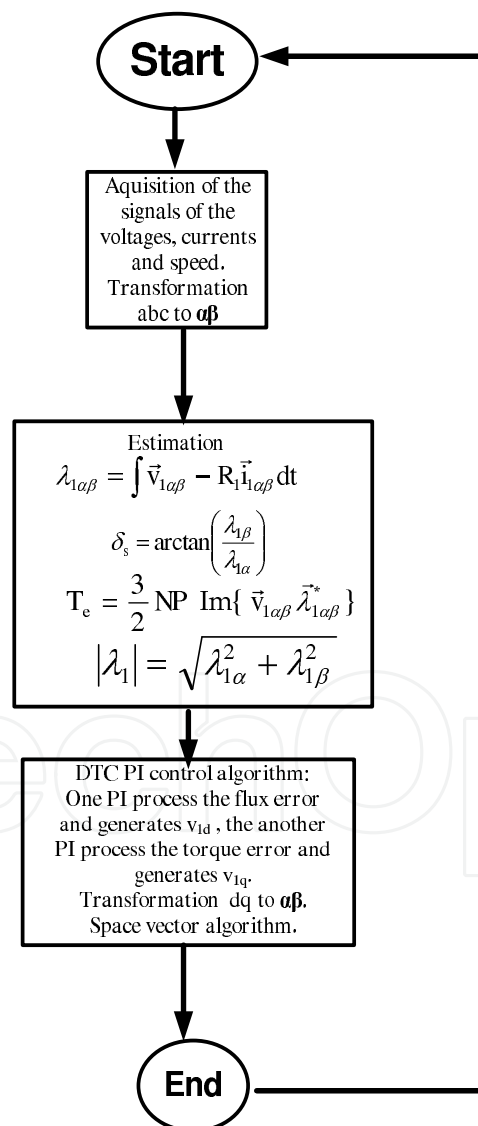 Start
Aquisition of the
signals of the
voltages, currents
and speed.
Transformation
abc to αβ
Estimation
λ₁αβ = ∫ v⃗₁αβ − R₁i⃗₁αβ dt
δₛ = arctan(λ₁β / λ₁α)
Tₑ = 3/2 NP Im{ v⃗₁αβ λ⃗*₁αβ }
|λ₁| = √(λ²₁α + λ²₁β)
DTC PI control algorithm:
One PI process the flux error
and generates v₁d , the another
PI process the torque error and
generates v₁q.
Transformation dq to αβ.
Space vector algorithm.
End